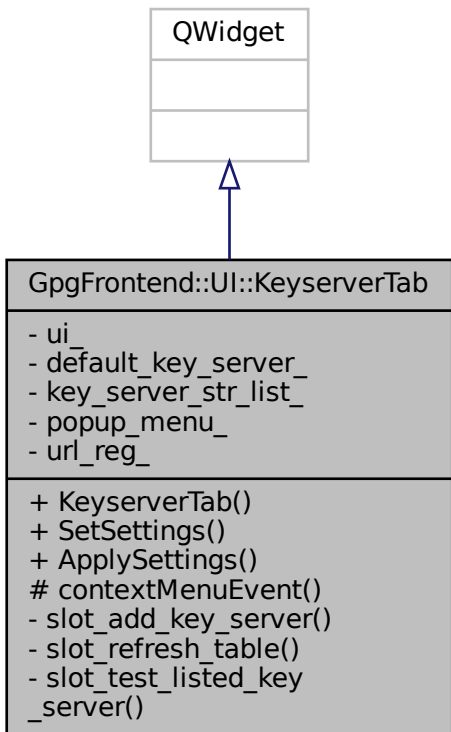 QWidget
GpgFrontend::UI::KeyserverTab
- ui_
- default_key_server_
- key_server_str_list_
- popup_menu_
- url_reg_
+ KeyserverTab()
+ SetSettings()
+ ApplySettings()
# contextMenuEvent()
- slot_add_key_server()
- slot_refresh_table()
- slot_test_listed_key
_server()